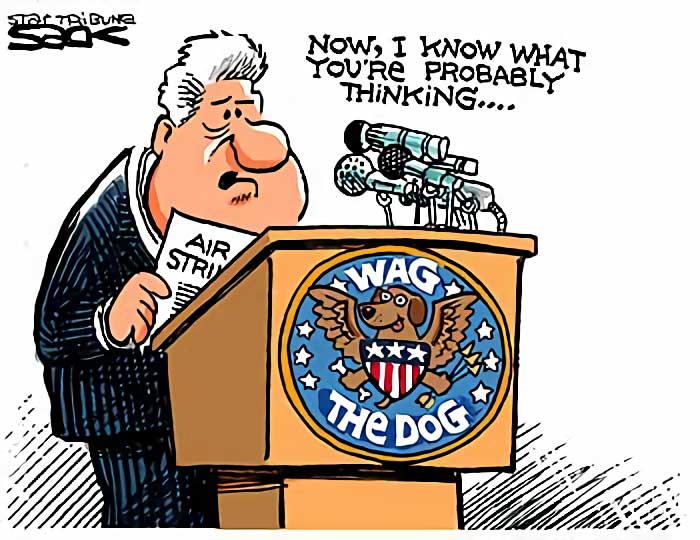 STAR TRIBUNE
SACK
NOW, I KNOW WHAT
YOU'RE PROBABLY
THINKING....
AIR
STRI
WAG
THE DOG